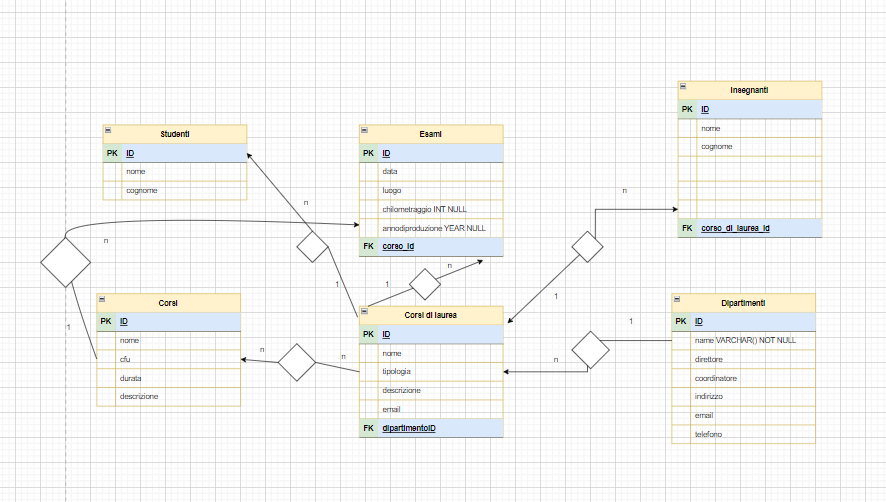 Insegnanti
PK ID
nome
cognome
FK corso_di_laurea_id
Studenti
PK ID
nome
cognome
Esami
PK ID
data
luogo
chilometraggio INT NULL
annodiproduzione YEAR NULL
FK corso_id
n
n
n
n
1
1
1
Corsi
PK ID
nome
cfu
durata
descrizione
1
n
n
Corsi di laurea
PK ID
nome
tipologia
descrizione
email
FK dipartimentoID
n
1
Dipartimenti
PK ID
name VARCHAR() NOT NULL
direttore
coordinatore
indirizzo
email
telefono